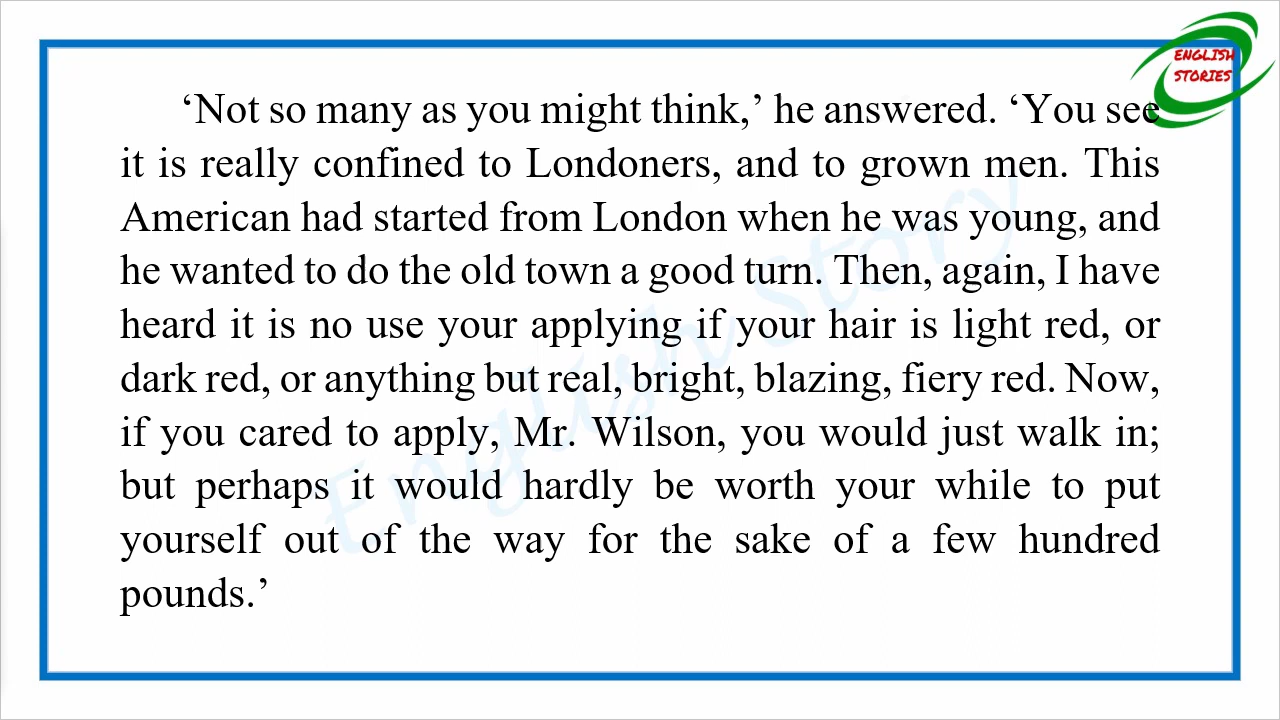 ENGLISH
STORIES
‘Not so many as you might think,’ he answered. ‘You see
it is really confined to Londoners, and to grown men. This
American had started from London when he was young, and
he wanted to do the old town a good turn. Then, again, I have
heard it is no use your applying if your hair is light red, or
dark red, or anything but real, bright, blazing, fiery red. Now,
if you cared to apply, Mr. Wilson, you would just walk in;
but perhaps it would hardly be worth your while to put
yourself out of the way for the sake of a few hundred
pounds.’
English Story